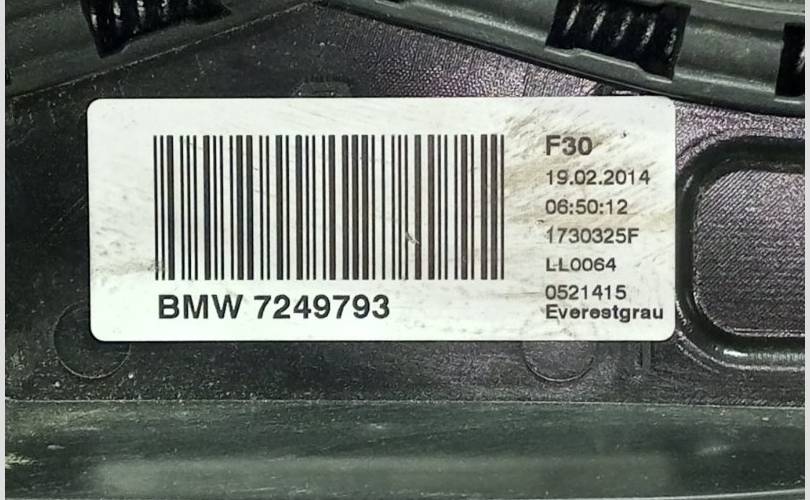 BMW 7249793
F30
19.02.2014
06:50:12
1730325F
LL0064
0521415
Everestgrau